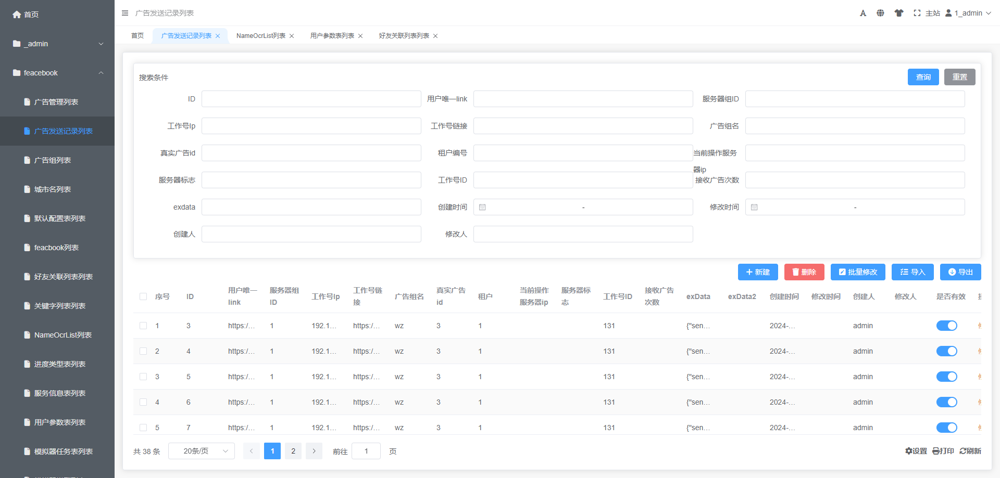 首页
_admin
feacebook
广告管理列表
广告发送记录列表
广告组列表
城市名列表
默认配置表列表
feacbook列表
好友关联列表列表
关键字列表列表
NameOcrList列表
进度类型表列表
服务信息表列表
用户参数表列表
模拟器任务表列表
广告发送记录列表
主站 1_admin
首页 广告发送记录列表 NameOcrList列表 用户参数表列表 好友关联列表列表
搜索条件 查询 重置
ID 用户唯一link 服务器组ID
工作号Ip 工作号链接 广告组名
真实广告id 租户编号 当前操作服务
器ip
服务器标志 工作号ID 接收广告次数
exdata 创建时间 - 修改时间 -
创建人 修改人
新建 删除 批量修改 导入 导出
序号 ID 用户唯一link 服务器组ID 工作号Ip 工作号链接 广告组名 真实广告id 租户 当前操作服务器ip 服务器标志 工作号ID 接收广告次数 exData exData2 创建时间 修改时间 创建人 修改人 是否有效
1 3 https:/... 1 192.1... https:/... wz 3 1 131 {"sen... 2024-... admin
2 4 https:/... 1 192.1... https:/... wz 3 1 131 {"sen... 2024-... admin
3 5 https:/... 1 192.1... https:/... wz 3 1 131 {"sen... 2024-... admin
4 6 https:/... 1 192.1... https:/... wz 3 1 131 {"sen... 2024-... admin
5 7 https:/... 1 192.1... https:/... wz 3 1 131 {"sen... 2024-... admin
共 38 条 20条/页 1 2 前往 1 页 设置 打印 刷新